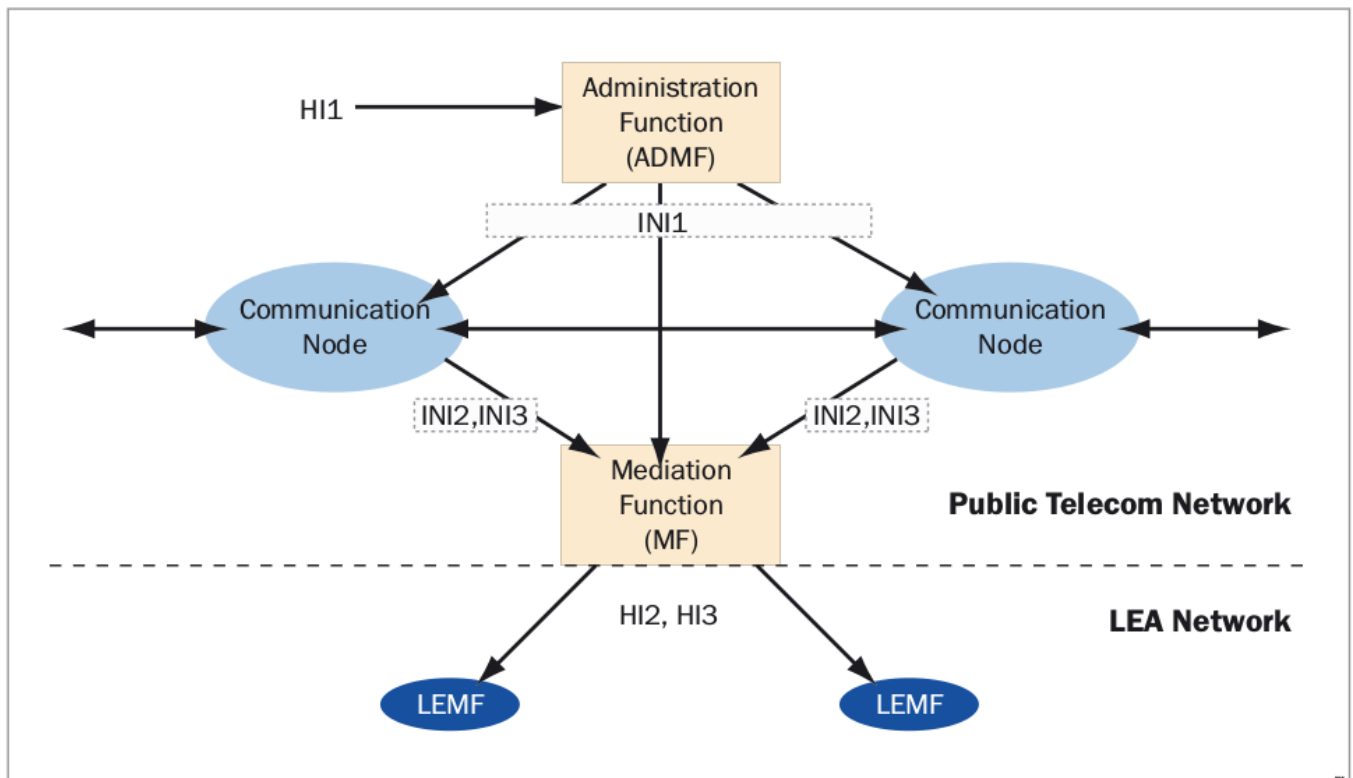 Administration
Function
(ADMF)
HI1
INI1
Communication
Node
Communication
Node
INI2,INI3
INI2,INI3
Mediation
Function
(MF)
Public Telecom Network
HI2, HI3
LEA Network
LEMF
LEMF